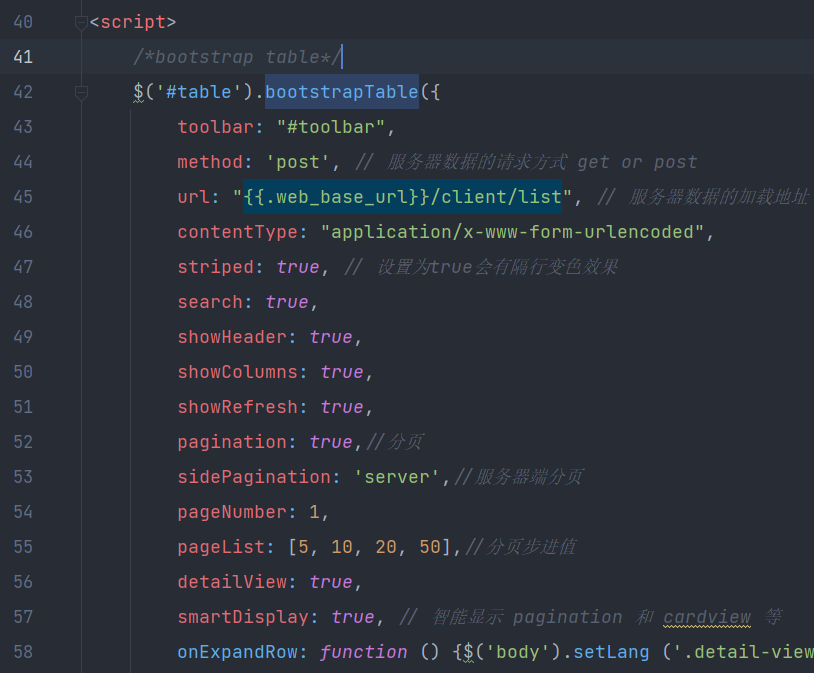 40 <script>
41 /*bootstrap table*/
42 $('#table').bootstrapTable({
43 toolbar: "#toolbar",
44 method: 'post', // 服务器数据的请求方式 get or post
45 url: "{{.web_base_url}}/client/list", // 服务器数据的加载地址
46 contentType: "application/x-www-form-urlencoded",
47 striped: true, // 设置为true会有隔行变色效果
48 search: true,
49 showHeader: true,
50 showColumns: true,
51 showRefresh: true,
52 pagination: true,//分页
53 sidePagination: 'server',//服务器端分页
54 pageNumber: 1,
55 pageList: [5, 10, 20, 50],//分页步进值
56 detailView: true,
57 smartDisplay: true, // 智能显示 pagination 和 cardview 等
58 onExpandRow: function () {$('body').setLang ('.detail-view